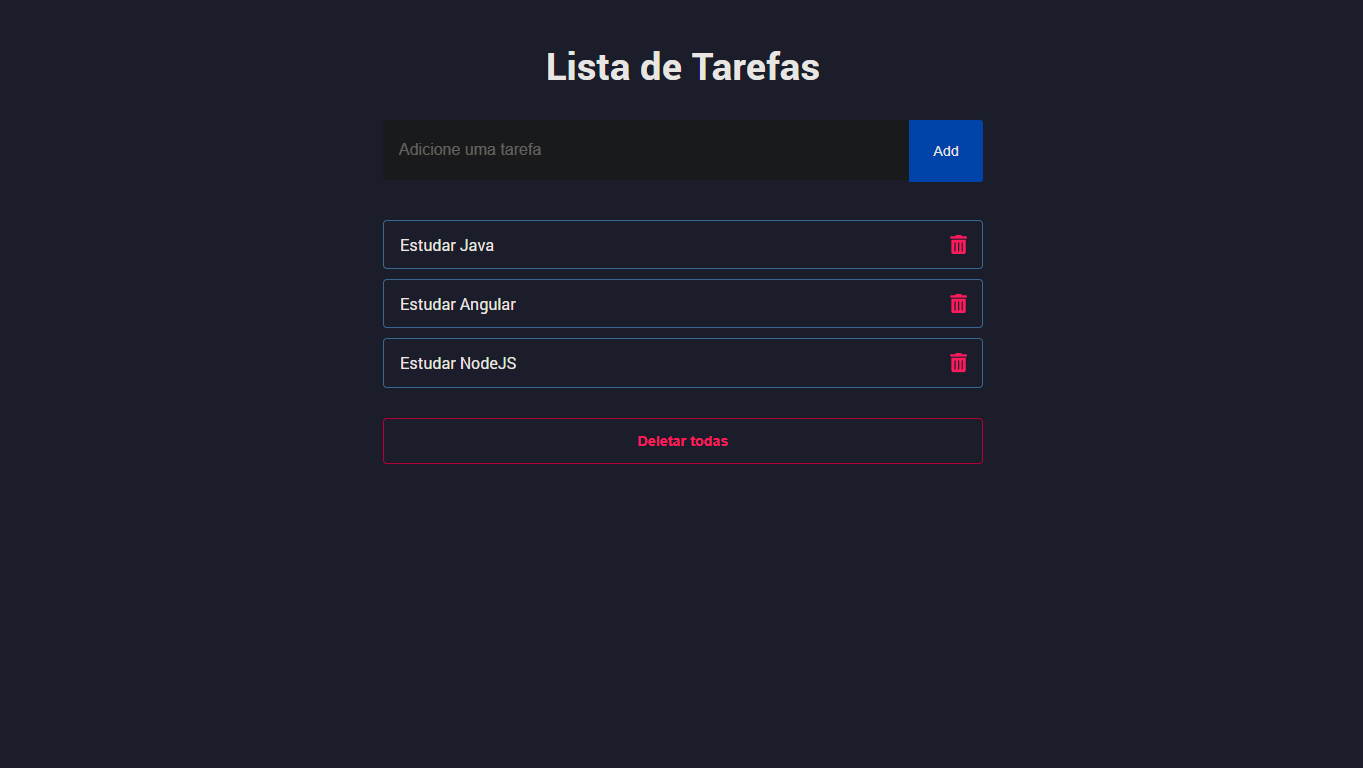 Lista de Tarefas
Adicione uma tarefa
Add
Estudar Java
Estudar Angular
Estudar NodeJS
Deletar todas